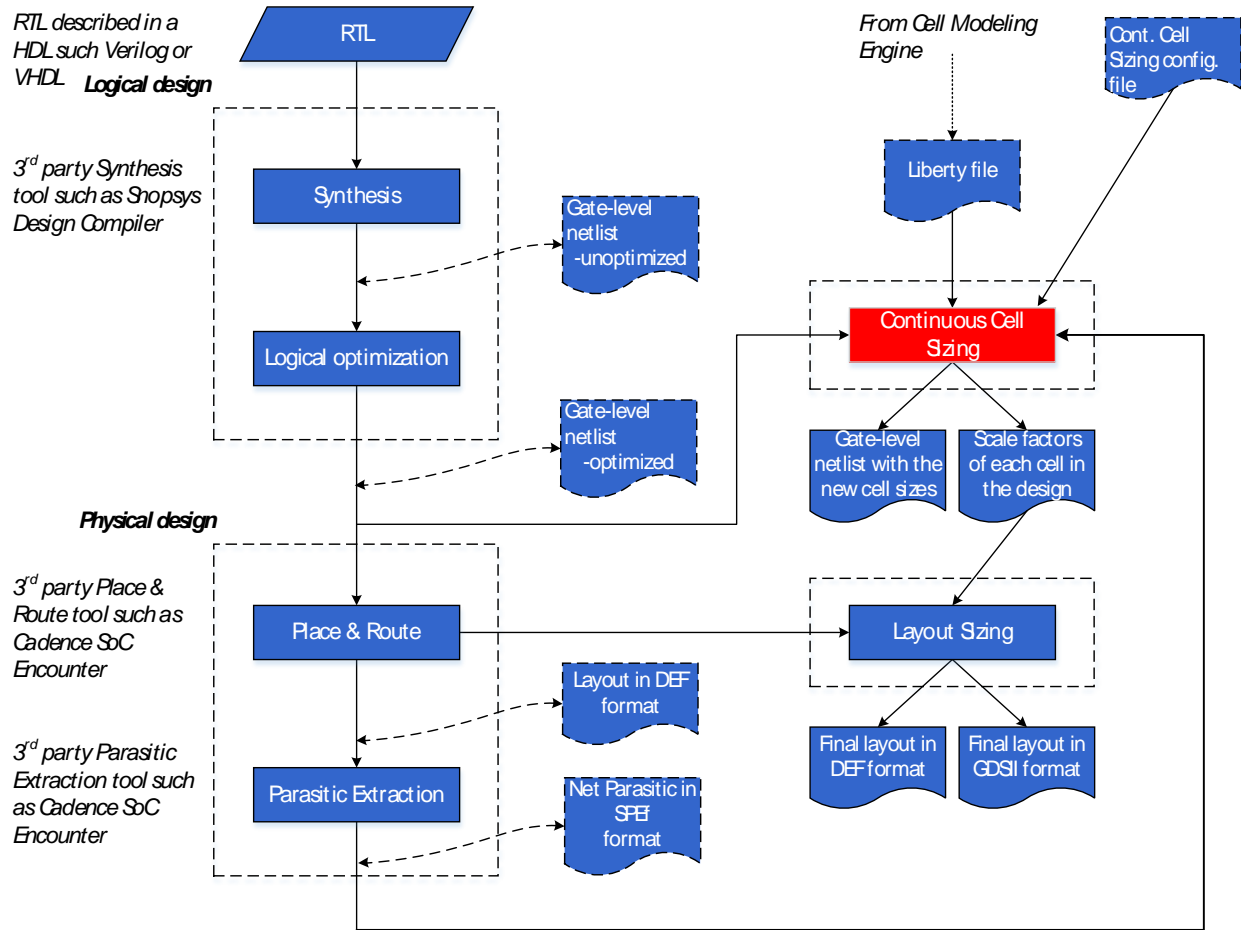 RTL described in a
HDL such Verilog or
VHDL
Logical design
RTL
From Cell Modeling
Engine
Cont. Cell
Sizing config.
file
3rd party Synthesis
tool such as Snopsys
Design Compiler
Synthesis
Gate-level
netlist
-unoptimized
Liberty file
Logical optimization
Continuous Cell
Sizing
Gate-level
netlist
-optimized
Gate-level
netlist with the
new cell sizes
Scale factors
of each cell in
the design
Physical design
3rd party Place &
Route tool such as
Cadence SoC
Encounter
Place & Route
Layout Sizing
Layout in DEF
format
3rd party Parasitic
Extraction tool such
as Cadence SoC
Encounter
Parasitic Extraction
Net Parasitic in
SPEf
format
Final layout in
DEF format
Final layout in
GDSII format